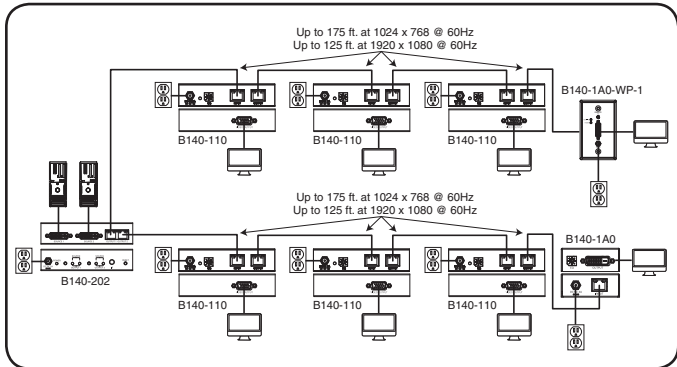 Up to 175 ft. at 1024 x 768 @ 60Hz
Up to 125 ft. at 1920 x 1080 @ 60Hz
B140-1A0-WP-1
B140-110
B140-110
B140-110
Up to 175 ft. at 1024 x 768 @ 60Hz
Up to 125 ft. at 1920 x 1080 @ 60Hz
B140-1A0
B140-202
B140-110
B140-110
B140-110